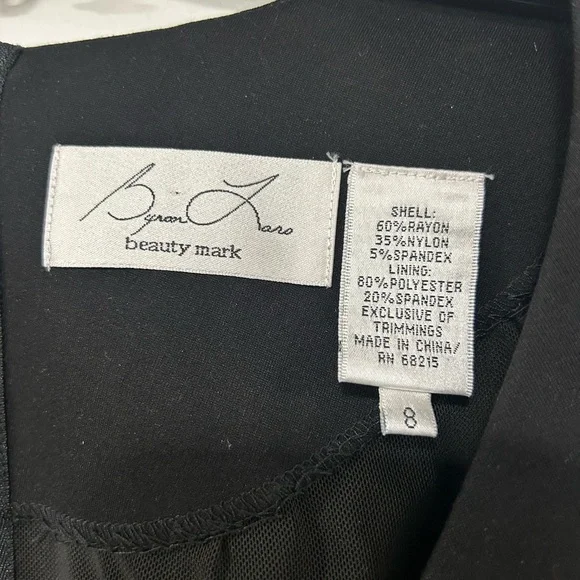 Byron Lars
beauty mark
SHELL:
60%RAYON
35%NYLON
5%SPANDEX
LINING:
80%POLYESTER
20%SPANDEX
EXCLUSIVE OF
TRIMMINGS
MADE IN CHINA/
RN 68215
8